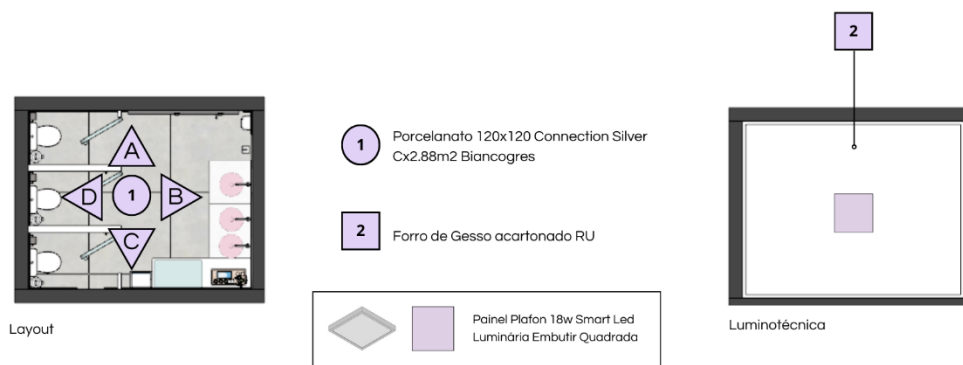 2
A
D
1
B
C
Layout
1
Porcelanato 120x120 Connection Silver
Cx2.88m2 Biancogres
2
Forro de Gesso acartonado RU
Painel Plafon 18w Smart Led
Luminária Embutir Quadrada
Luminotécnica